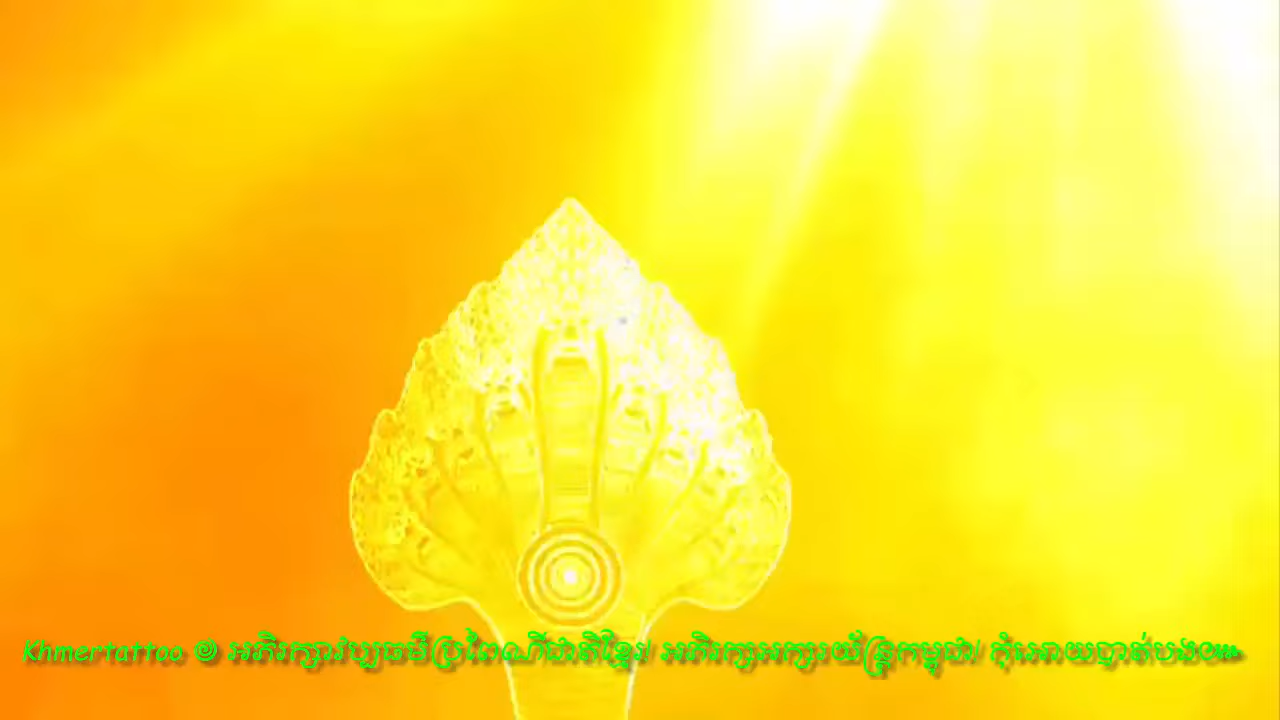 Khmertattoo ๏ អភិរក្សវប្បធម៌ ប្រពៃណីជាតិខ្មែរ/ អភិរក្សអក្សរយ័ន្ត្រកម្ពុជា/ កុំអោយបាត់បង់